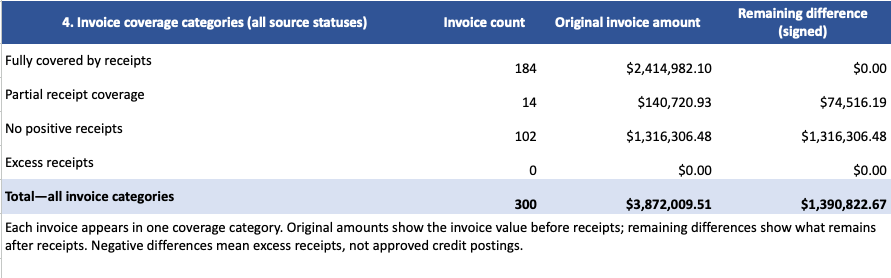 4. Invoice coverage categories (all source statuses) Invoice count Original invoice amount Remaining difference (signed)
Fully covered by receipts 184 $2,414,982.10 $0.00
Partial receipt coverage 14 $140,720.93 $74,516.19
No positive receipts 102 $1,316,306.48 $1,316,306.48
Excess receipts 0 $0.00 $0.00
Total—all invoice categories 300 $3,872,009.51 $1,390,822.67
Each invoice appears in one coverage category. Original amounts show the invoice value before receipts; remaining differences show what remains
after receipts. Negative differences mean excess receipts, not approved credit postings.